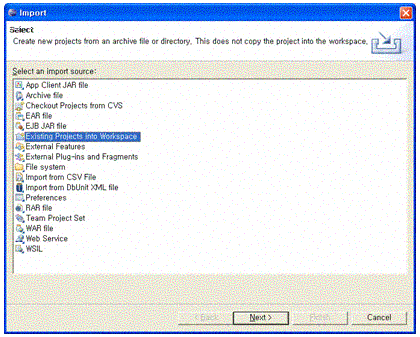 Import
Select
Create new projects from an archive file or directory. This does not copy the project into the workspace.
Select an import source:
App Client JAR file
Archive file
Checkout Projects from CVS
EAR file
EJB JAR file
Existing Projects into Workspace
External Features
External Plug-ins and Fragments
File system
Import from CSV File
Import from DbUnit XML file
Preferences
RAR file
Team Project Set
WAR file
Web Service
WSIL
< Back
Next >
Finish
Cancel